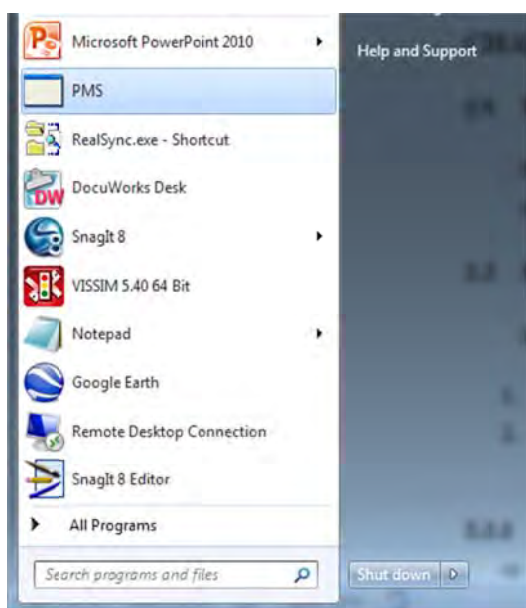 Microsoft PowerPoint 2010
Help and Support
PMS
RealSync.exe - Shortcut
DocuWorks Desk
SnagIt 8
VISSIM 5.40 64 Bit
Notepad
Google Earth
Remote Desktop Connection
SnagIt 8 Editor
All Programs
Search programs and files
Shut down